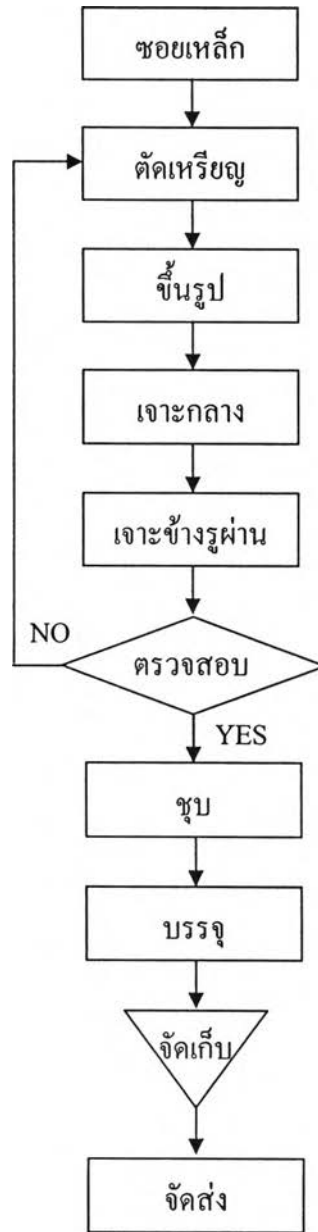 ซอยเหล็ก
ตัดเหรียญ
ขึ้นรูป
เจาะกลาง
เจาะข้างรูผ่าน
NO
ตรวจสอบ
YES
ชุบ
บรรจุ
จัดเก็บ
จัดส่ง